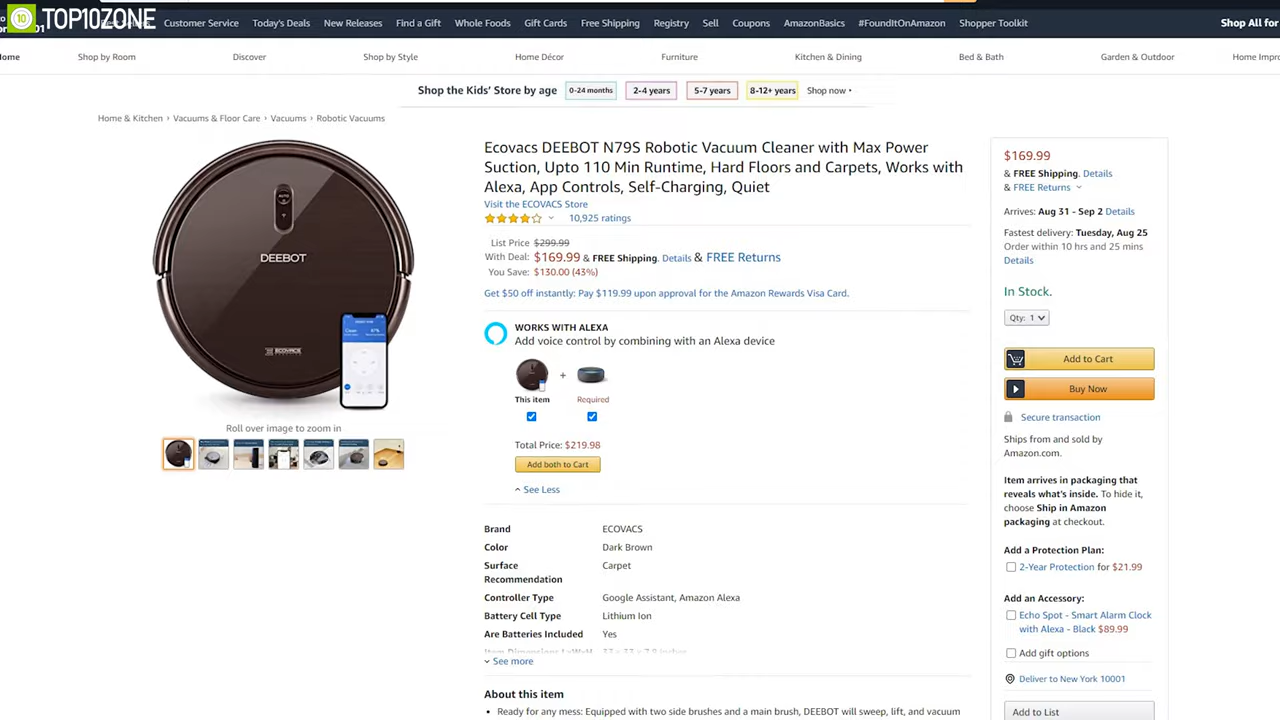 TOP10ZONE
Customer Service Today's Deals New Releases Find a Gift Whole Foods Gift Cards Free Shipping Registry Sell Coupons AmazonBasics #FoundItOnAmazon Shopper Toolkit Shop All for
ome Shop by Room Discover Shop by Style Home Décor Furniture Kitchen & Dining Bed & Bath Garden & Outdoor Home Impro
Shop the Kids' Store by age 0-24 months 2-4 years 5-7 years 8-12+ years Shop now
Home & Kitchen › Vacuums & Floor Care › Vacuums › Robotic Vacuums
DEEBOT
ECOVACS
Roll over image to zoom in
Ecovacs DEEBOT N79S Robotic Vacuum Cleaner with Max Power
Suction, Upto 110 Min Runtime, Hard Floors and Carpets, Works with
Alexa, App Controls, Self-Charging, Quiet
Visit the ECOVACS Store
10,925 ratings
List Price $299.99
With Deal: $169.99 & FREE Shipping. Details & FREE Returns
You Save: $130.00 (43%)
Get $50 off instantly: Pay $119.99 upon approval for the Amazon Rewards Visa Card.
WORKS WITH ALEXA
Add voice control by combining with an Alexa device
+
This item Required
Total Price: $219.98
Add both to Cart
See Less
Brand ECOVACS
Color Dark Brown
Surface Carpet
Recommendation
Controller Type Google Assistant, Amazon Alexa
Battery Cell Type Lithium Ion
Are Batteries Included Yes
See more
About this item
• Ready for any mess: Equipped with two side brushes and a main brush, DEEBOT will sweep, lift, and vacuum
$169.99
& FREE Shipping. Details
& FREE Returns
Arrives: Aug 31 - Sep 2 Details
Fastest delivery: Tuesday, Aug 25
Order within 10 hrs and 25 mins
Details
In Stock.
Qty: 1
Add to Cart
Buy Now
Secure transaction
Ships from and sold by
Amazon.com.
Item arrives in packaging that
reveals what's inside. To hide it,
choose Ship in Amazon
packaging at checkout.
Add a Protection Plan:
2-Year Protection for $21.99
Add an Accessory:
Echo Spot - Smart Alarm Clock
with Alexa - Black $89.99
Add gift options
Deliver to New York 10001
Add to List